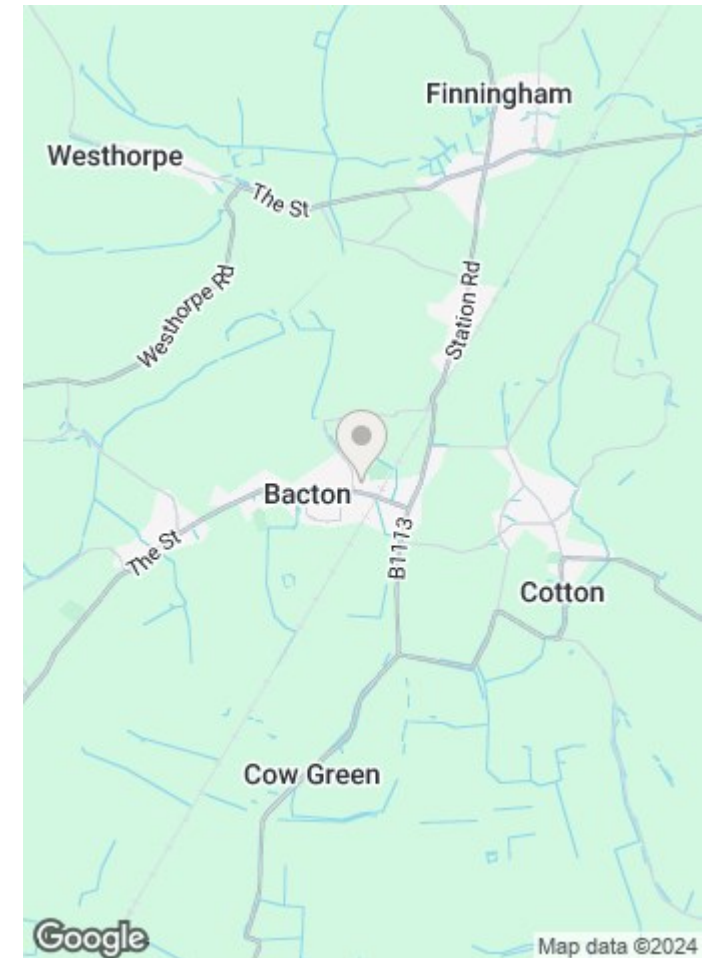 Finningham
Westhorpe
The St
Westhorpe Rd
Station Rd
Bacton
The St
B1113
Cotton
Cow Green
Google
Map data ©2024